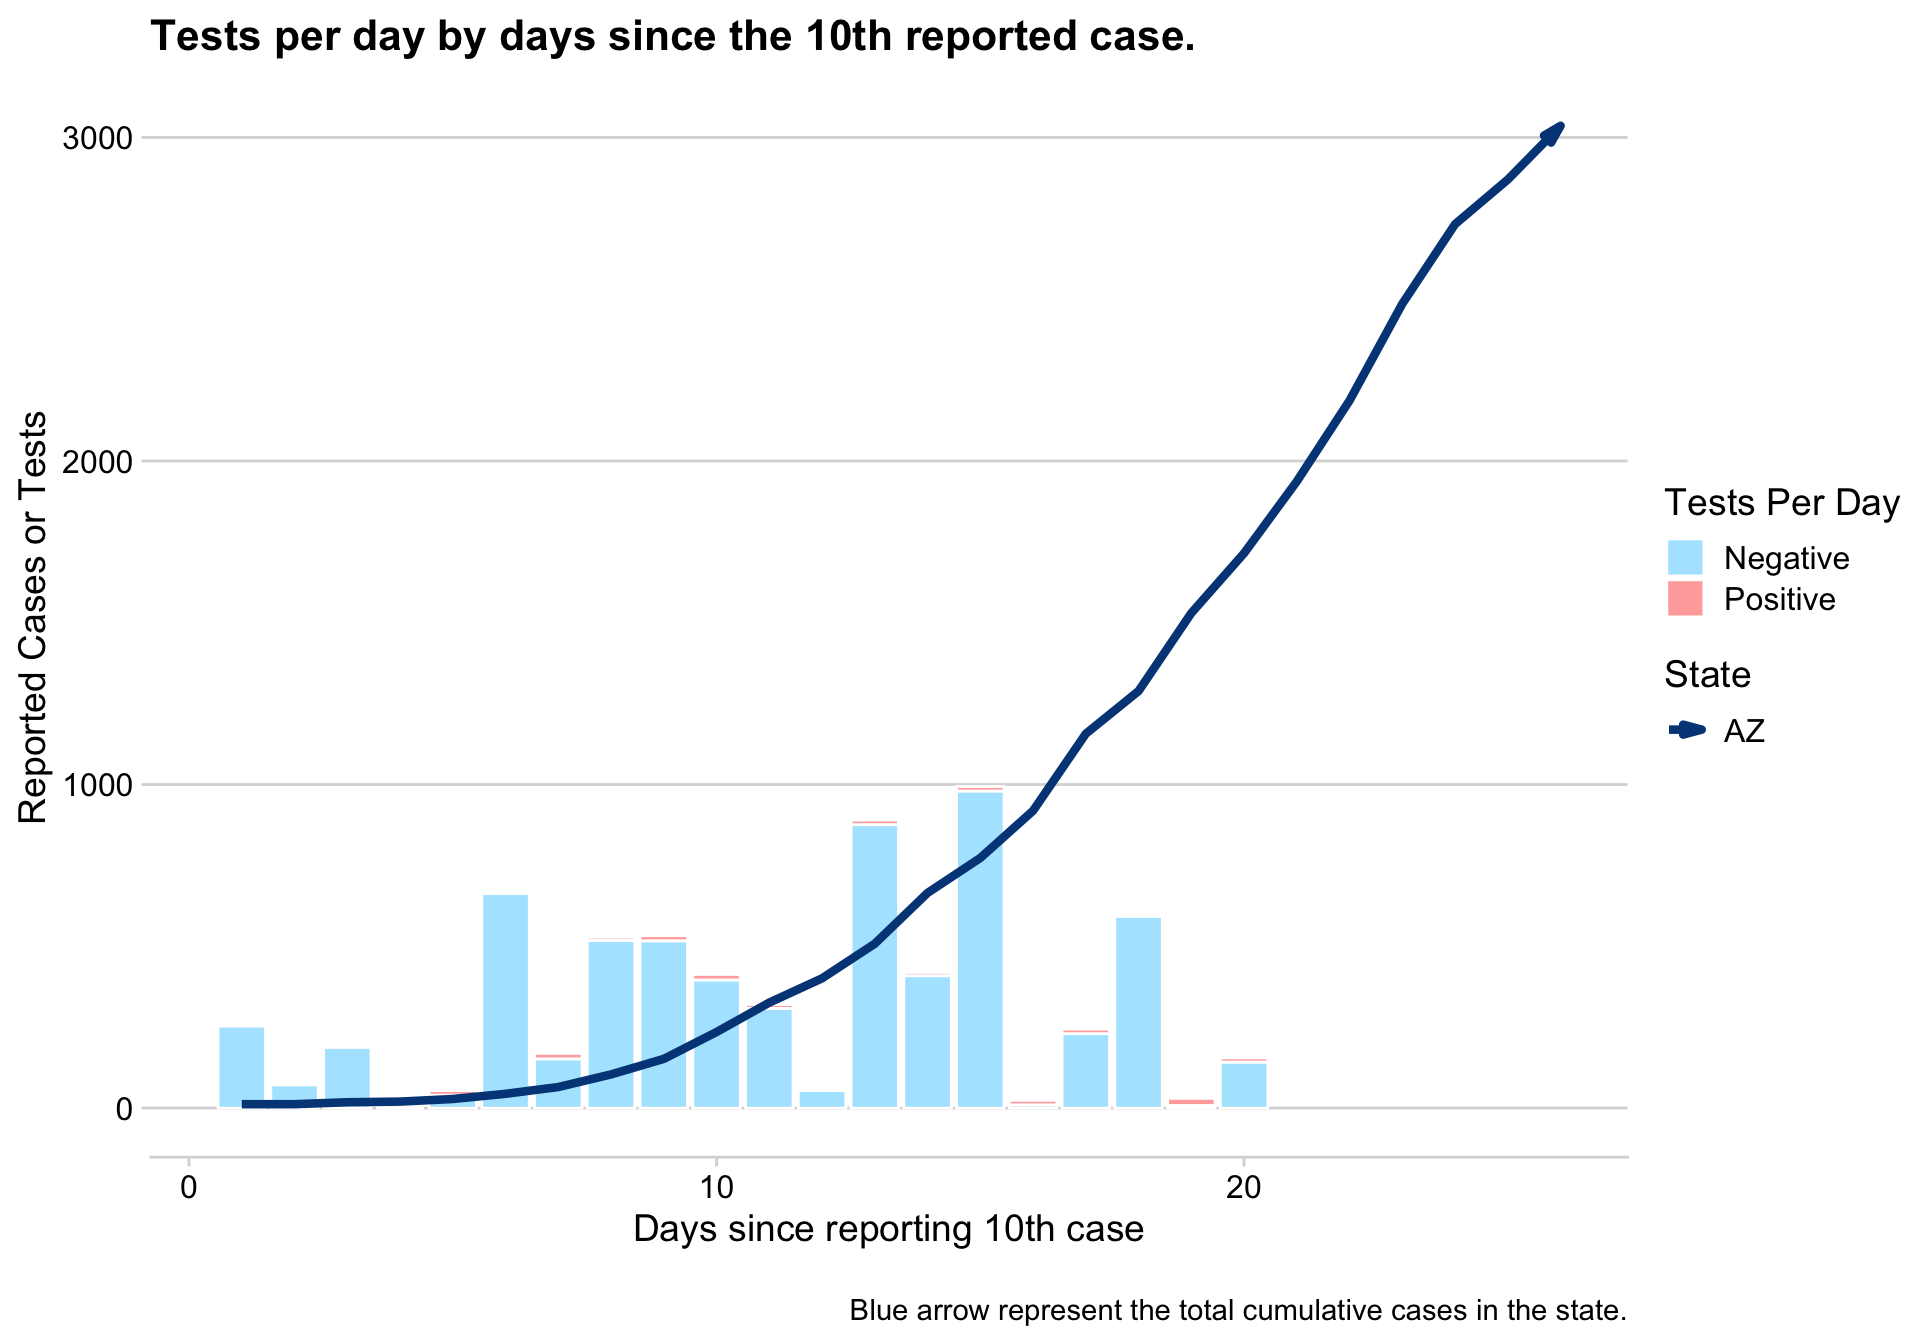 Tests per day by days since the 10th reported case.
3000
2000
1000
0
Reported Cases or Tests
0
10
20
Days since reporting 10th case
Tests Per Day
Negative
Positive
State
AZ
Blue arrow represent the total cumulative cases in the state.